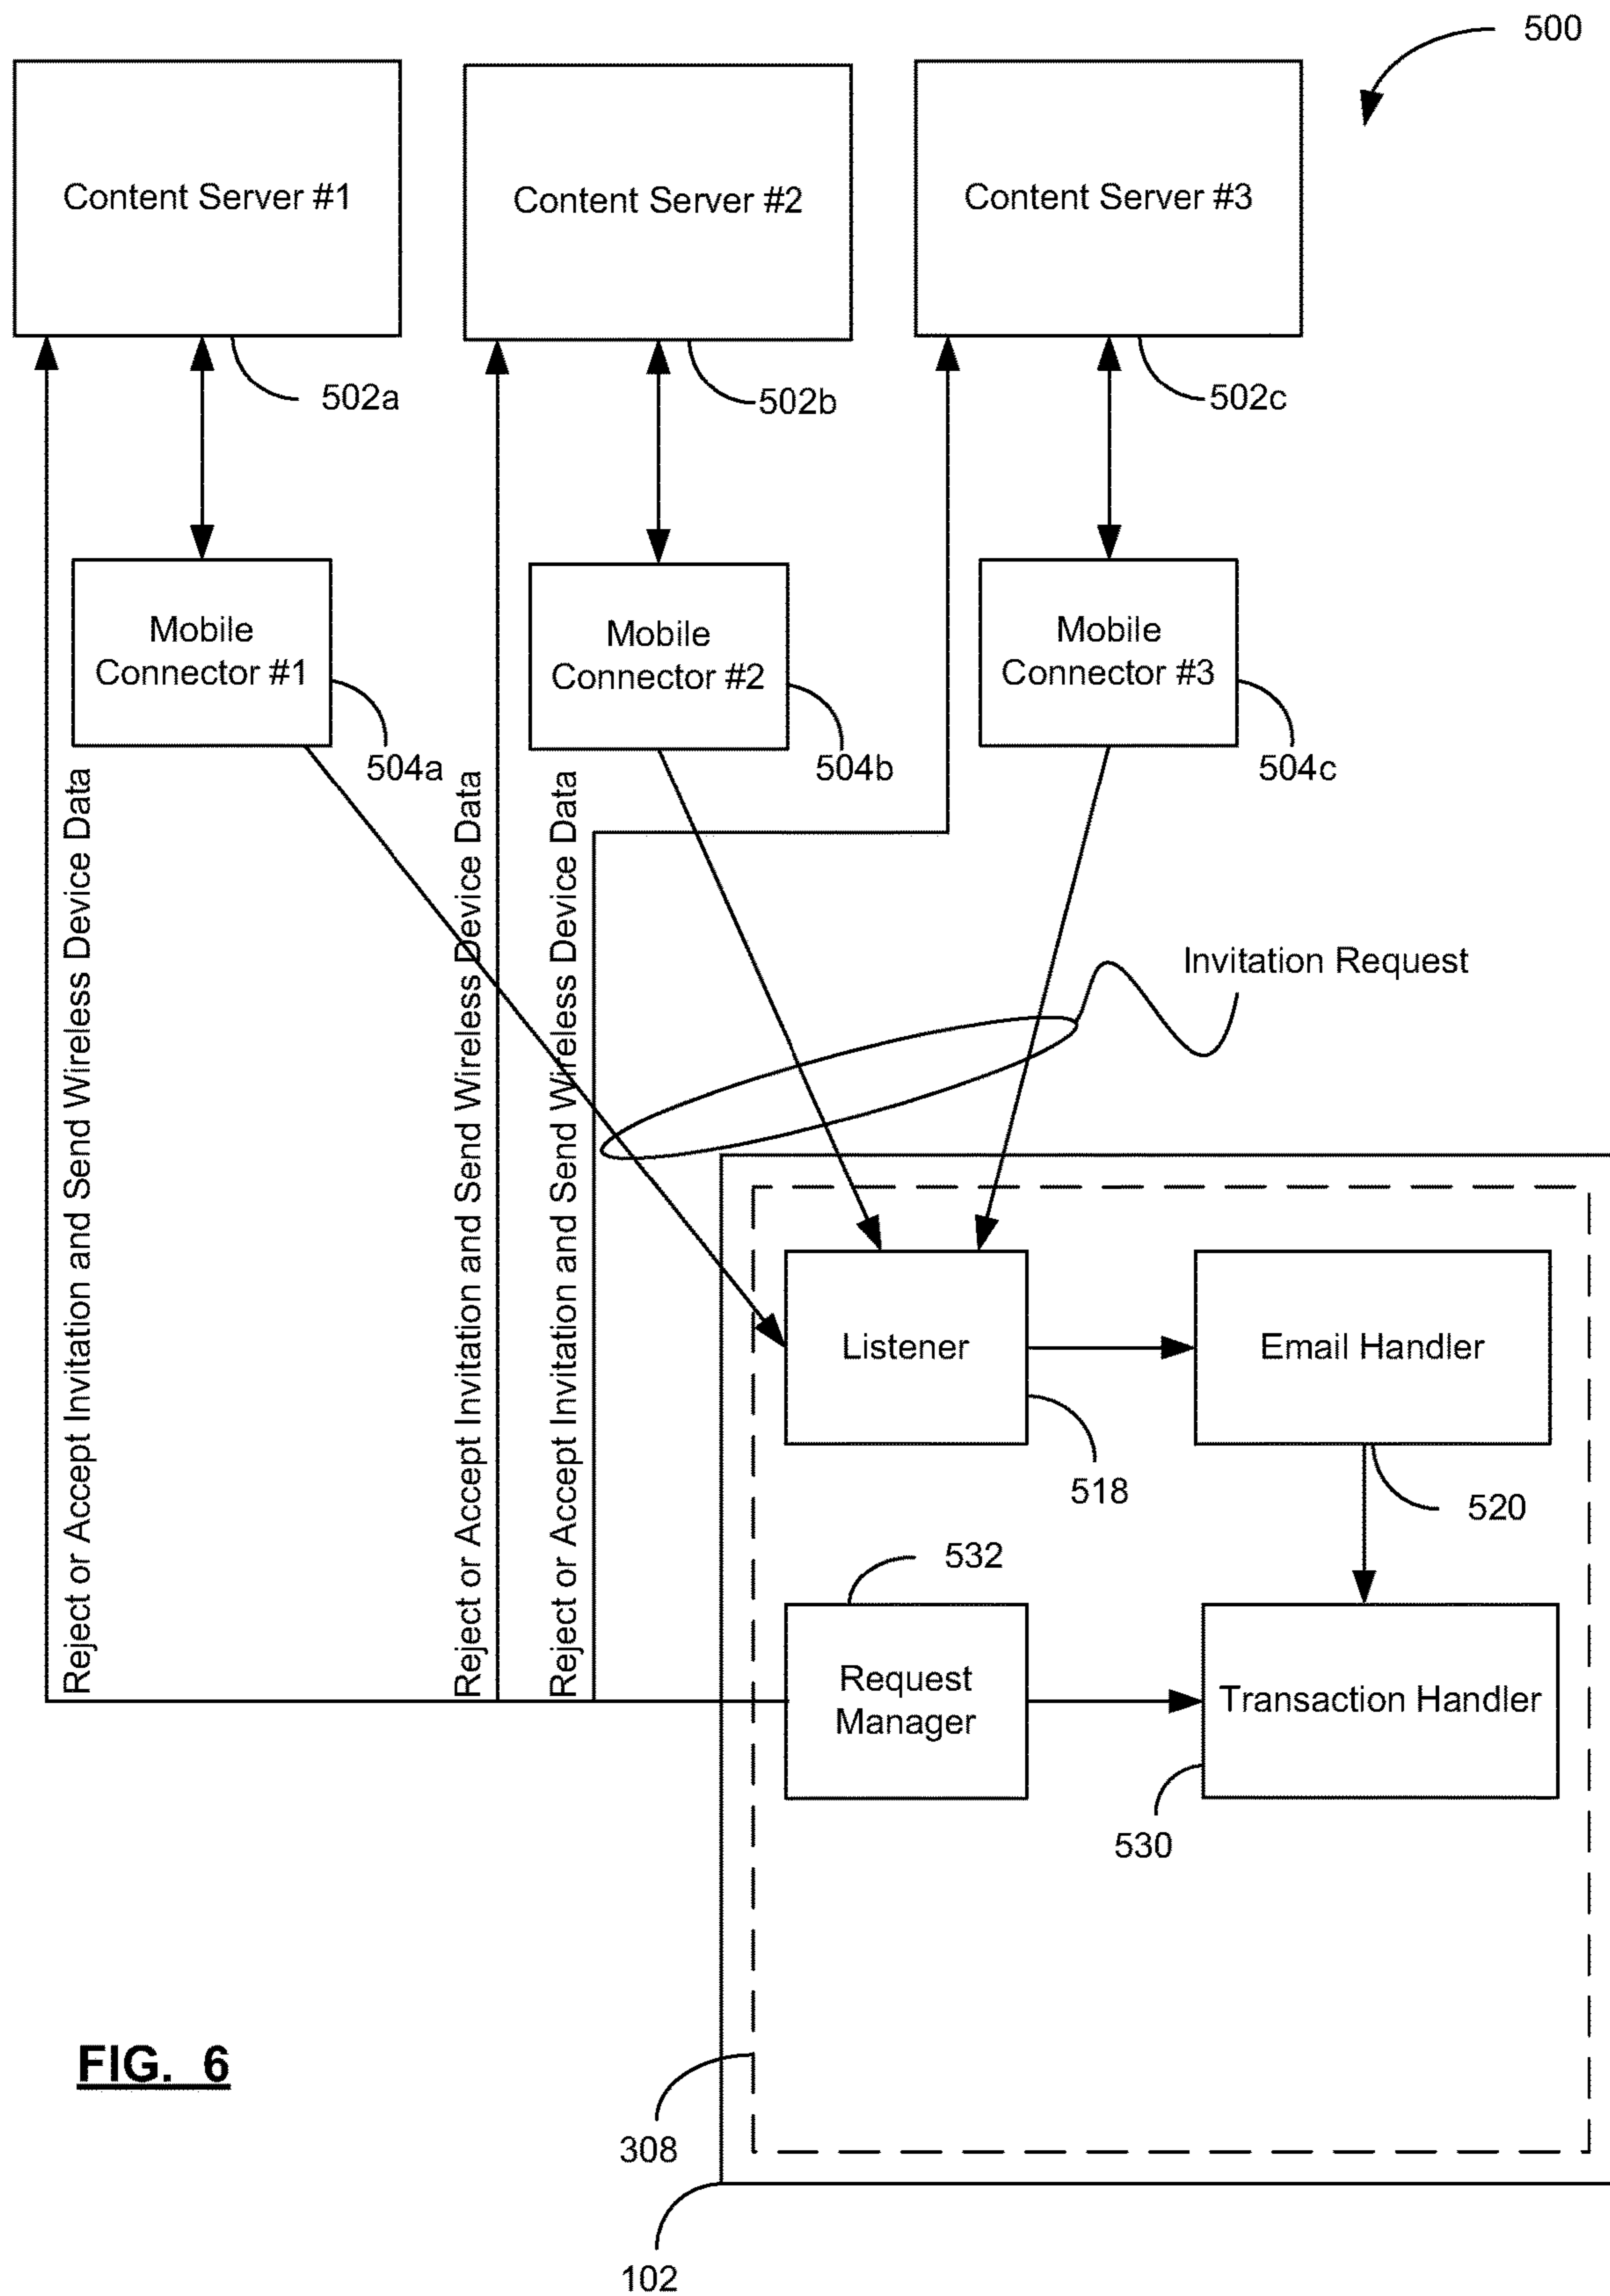 500
Content Server #1
Content Server #2
Content Server #3
502a
502b
502c
Mobile
Connector #1
Mobile
Connector #2
Mobile
Connector #3
504a
504b
504c
Reject or Accept Invitation and Send Wireless Device Data
Reject or Accept Invitation and Send Wireless Device Data
Reject or Accept Invitation and Send Wireless Device Data
Invitation Request
Listener
Email Handler
518
520
532
Request
Manager
Transaction Handler
530
FIG. 6
308
102